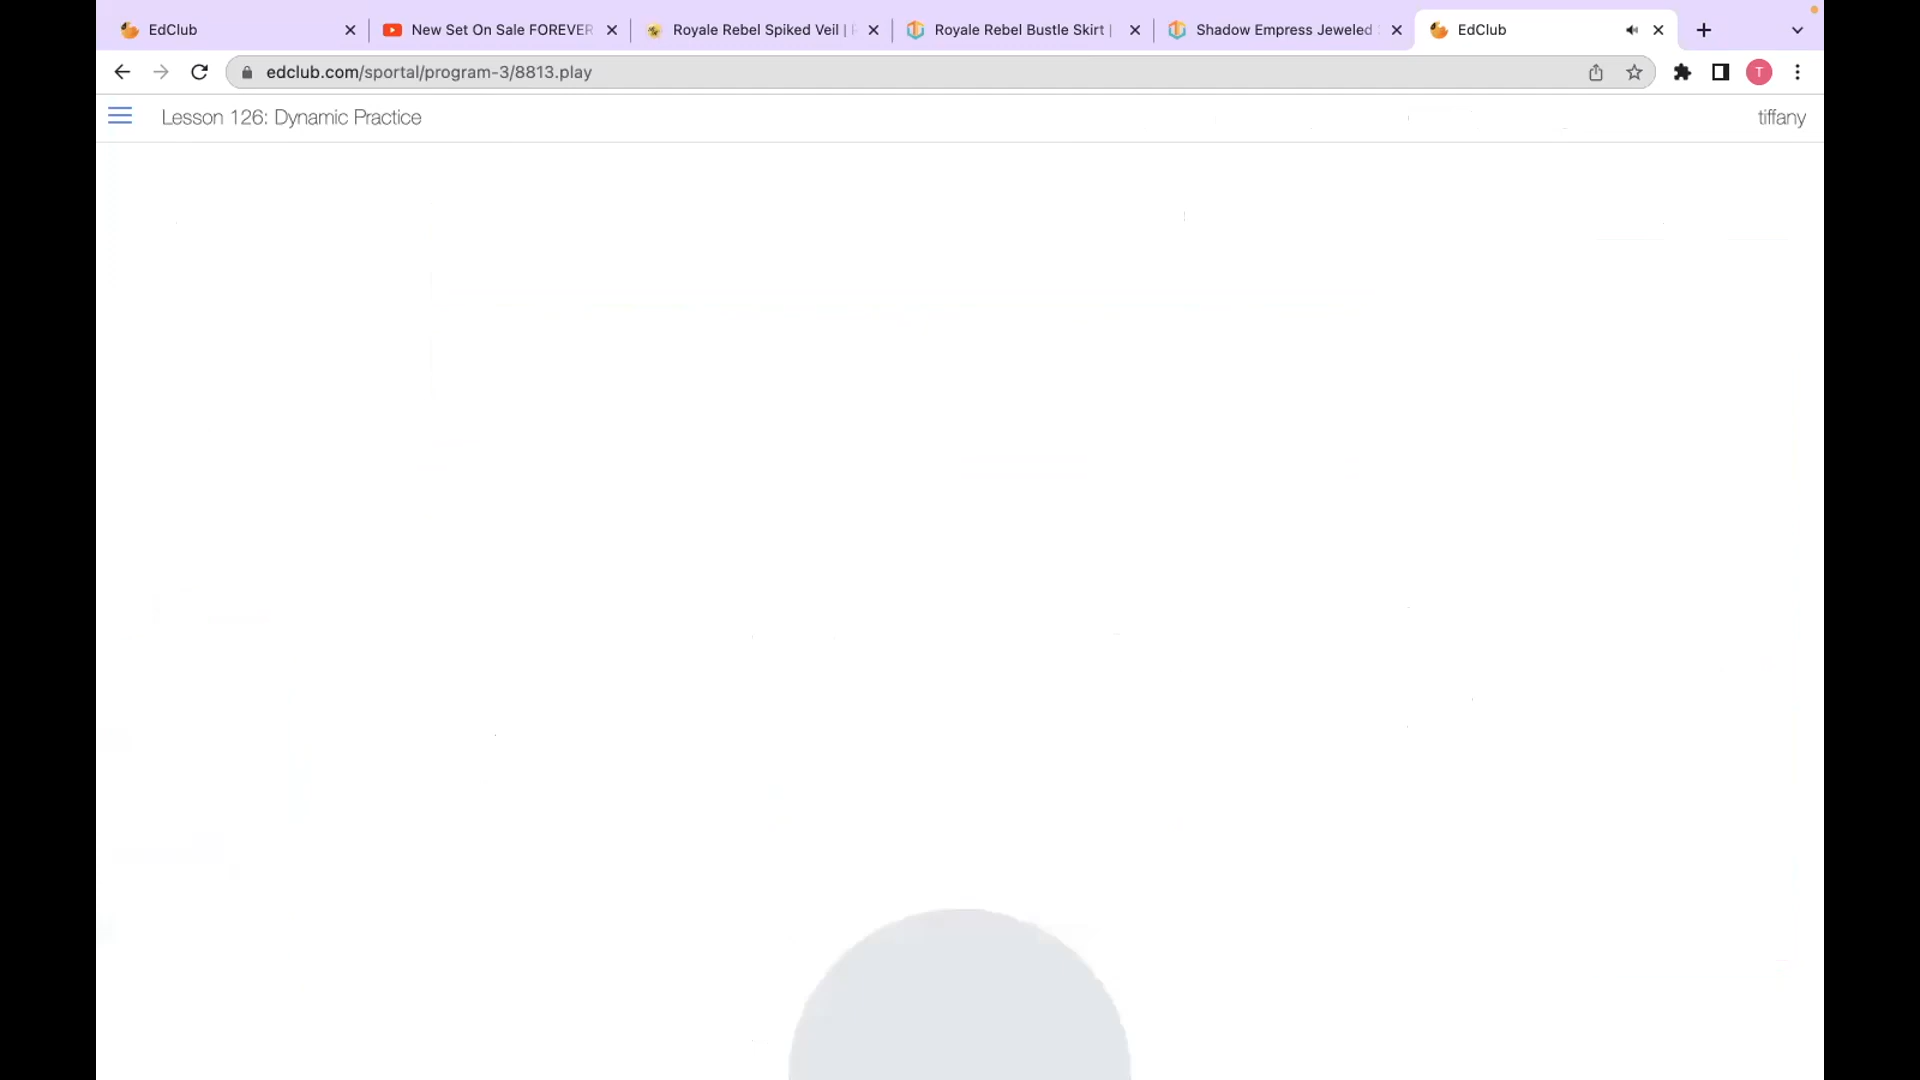 EdClub
New Set On Sale FOREVER
Royale Rebel Spiked Veil |
Royale Rebel Bustle Skirt |
Shadow Empress Jeweled
EdClub
edclub.com/sportal/program-3/8813.play
T
Lesson 126: Dynamic Practice
tiffany